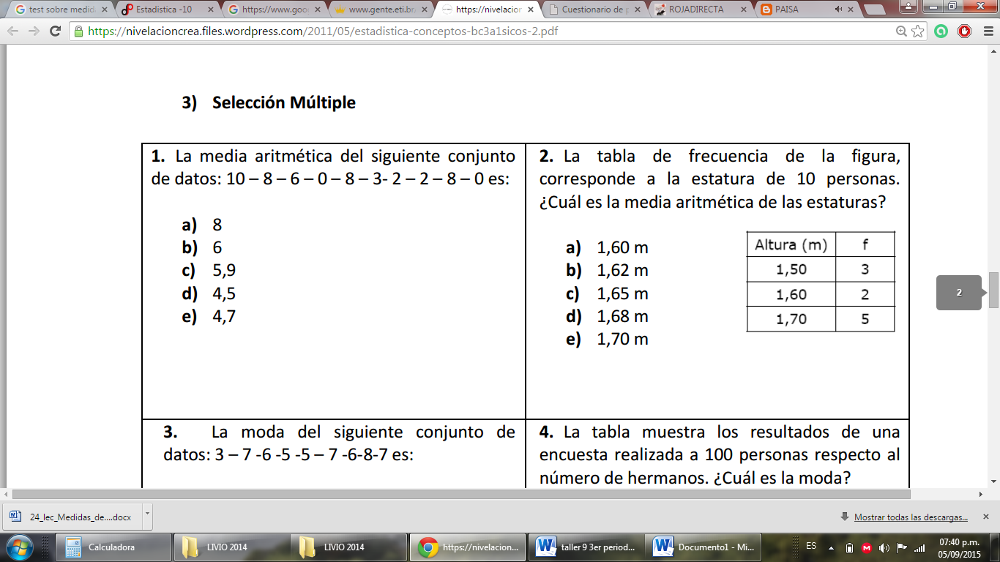 test sobre medid
Estadistica -10
https://www.goo
www.gente.eti.br
https://nivelacion
Cuestionario de p
ROJADIRECTA
PAISA
https://nivelacioncrea.files.wordpress.com/2011/05/estadistica-conceptos-bc3a1sicos-2.pdf
3) Selección Múltiple
1. La media aritmética del siguiente conjunto
de datos: 10 – 8 – 6 – 0 – 8 – 3- 2 – 2 – 8 – 0 es:
a) 8
b) 6
c) 5,9
d) 4,5
e) 4,7
2. La tabla de frecuencia de la figura,
corresponde a la estatura de 10 personas.
¿Cuál es la media aritmética de las estaturas?
a) 1,60 m
b) 1,62 m
c) 1,65 m
d) 1,68 m
e) 1,70 m
Altura (m) f
1,50 3
1,60 2
1,70 5
2
3. La moda del siguiente conjunto de
datos: 3 – 7 -6 -5 -5 – 7 -6-8-7 es:
4. La tabla muestra los resultados de una
encuesta realizada a 100 personas respecto al
número de hermanos. ¿Cuál es la moda?
24_lec_Medidas_de....docx
Mostrar todas las descargas...
Calculadora
LIVIO 2014
LIVIO 2014
https://nivelacion...
taller 9 3er period...
Documento1 - Mi...
ES
07:40 p.m.
05/09/2015